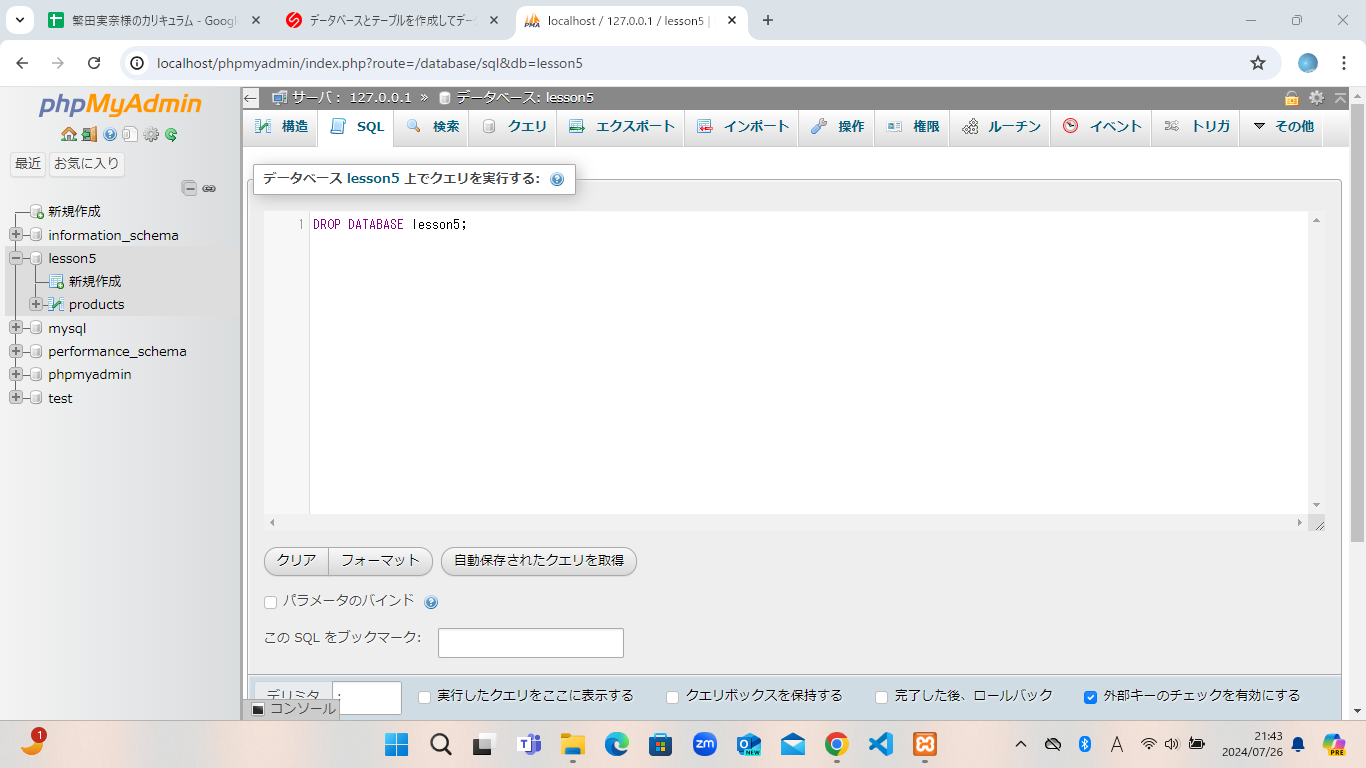 繁田実奈様のカリキュラム - Googl
データベースとテーブルを作成してデー
localhost / 127.0.0.1 / lesson5 |
localhost/phpmyadmin/index.php?route=/database/sql&db=lesson5
phpMyAdmin
最近 お気に入り
新規作成
information_schema
lesson5
新規作成
products
mysql
performance_schema
phpmyadmin
test
サーバ: 127.0.0.1 » データベース: lesson5
構造 SQL 検索 クエリ エクスポート インポート 操作 権限 ルーチン イベント トリガ その他
データベース lesson5 上でクエリを実行する:
1 DROP DATABASE lesson5;
クリア フォーマット 自動保存されたクエリを取得
パラメータのバインド
この SQL をブックマーク:
デリミタ ; 実行したクエリをここに表示する クエリボックスを保持する 完了した後、ロールバック 外部キーのチェックを有効にする
コンソール
1
zm
NEW
A
21:43
2024/07/26
PRE